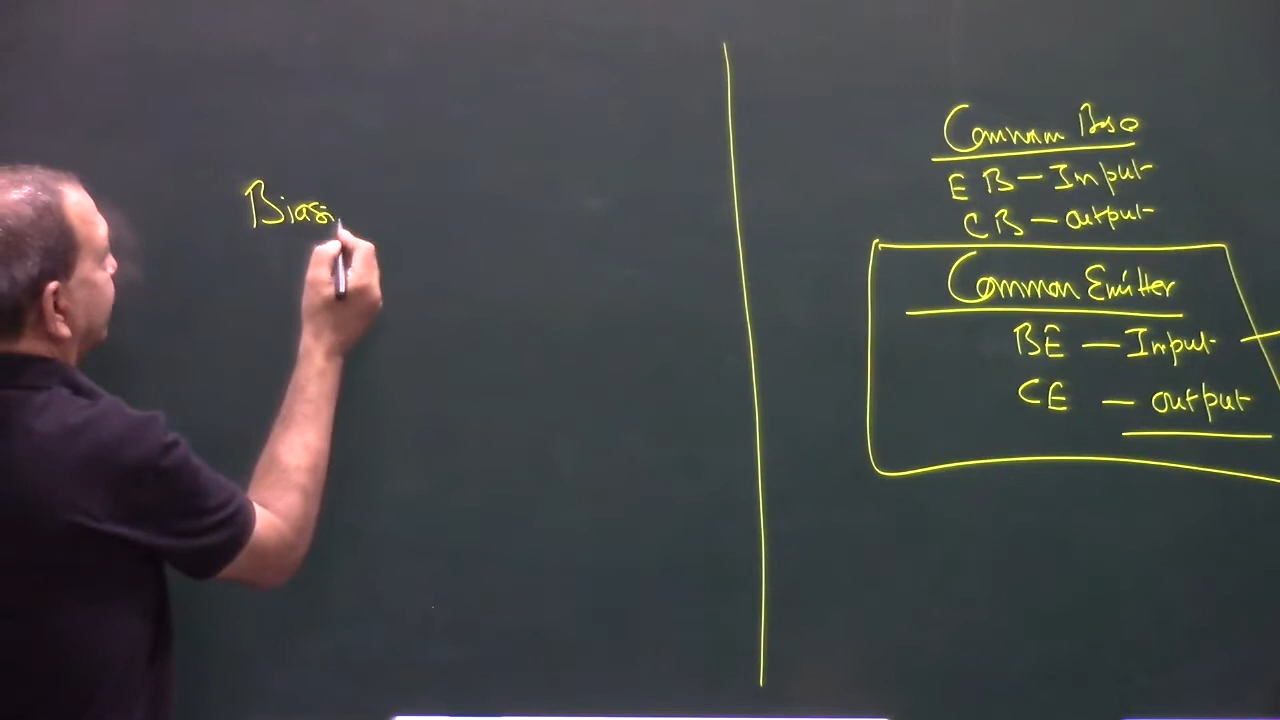 Biasi
Common Base
EB — Input
CB — output
Common Emitter
BE — Input
CE — output